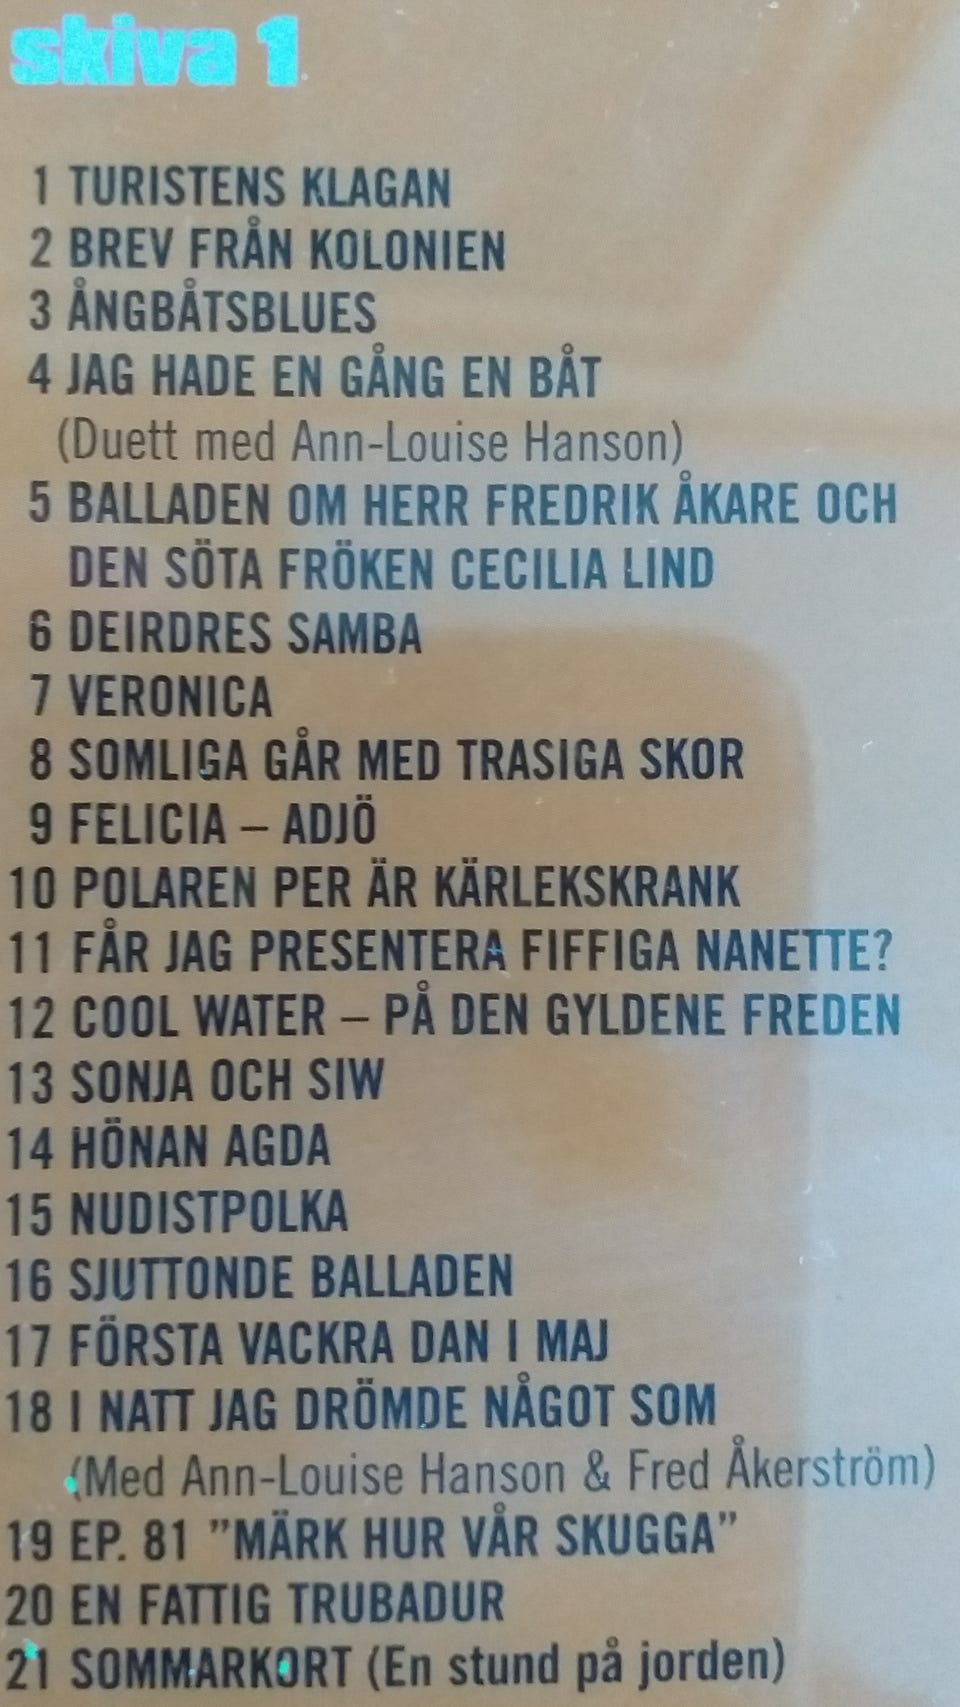 skiva 1
1 TURISTENS KLAGAN
2 BREV FRÅN KOLONIEN
3 ÅNGBÅTSBLUES
4 JAG HADE EN GÅNG EN BÅT
(Duett med Ann-Louise Hanson)
5 BALLADEN OM HERR FREDRIK ÅKARE OCH
DEN SÖTA FRÖKEN CECILIA LIND
6 DEIRDRES SAMBA
7 VERONICA
8 SOMLIGA GÅR MED TRASIGA SKOR
9 FELICIA – ADJÖ
10 POLAREN PER ÄR KÄRLEKSKRANK
11 FÅR JAG PRESENTERA FIFFIGA NANETTE?
12 COOL WATER – PÅ DEN GYLDENE FREDEN
13 SONJA OCH SIW
14 HÖNAN AGDA
15 NUDISTPOLKA
16 SJUTTONDE BALLADEN
17 FÖRSTA VACKRA DAN I MAJ
18 I NATT JAG DRÖMDE NÅGOT SOM
(Med Ann-Louise Hanson & Fred Åkerström)
19 EP. 81 ”MÄRK HUR VÅR SKUGGA”
20 EN FATTIG TRUBADUR
21 SOMMARKORT (En stund på jorden)